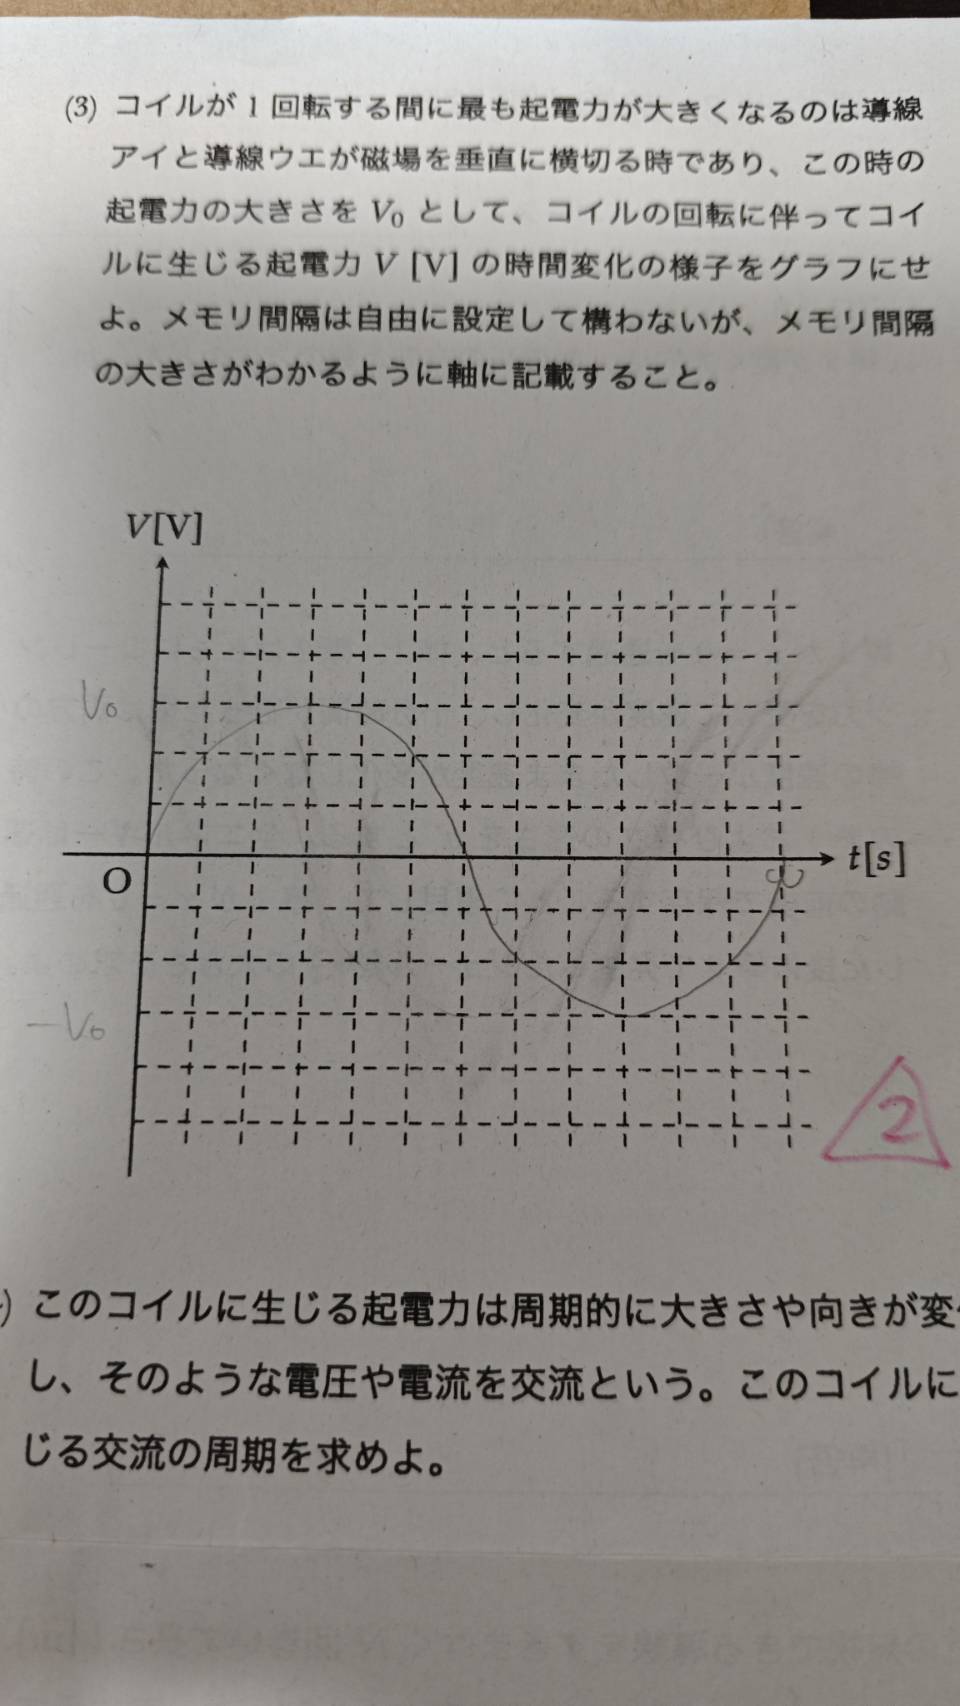 (3) コイルが 1 回転する間に最も起電力が大きくなるのは導線
アイと導線ウエが磁場を垂直に横切る時であり、この時の
起電力の大きさを V₀ として、コイルの回転に伴ってコイ
ルに生じる起電力 V [V] の時間変化の様子をグラフにせ
よ。メモリ間隔は自由に設定して構わないが、メモリ間隔
の大きさがわかるように軸に記載すること。
V[V]
V₀
O
t[s]
-V₀
2
) このコイルに生じる起電力は周期的に大きさや向きが変
し、そのような電圧や電流を交流という。このコイルに
じる交流の周期を求めよ。